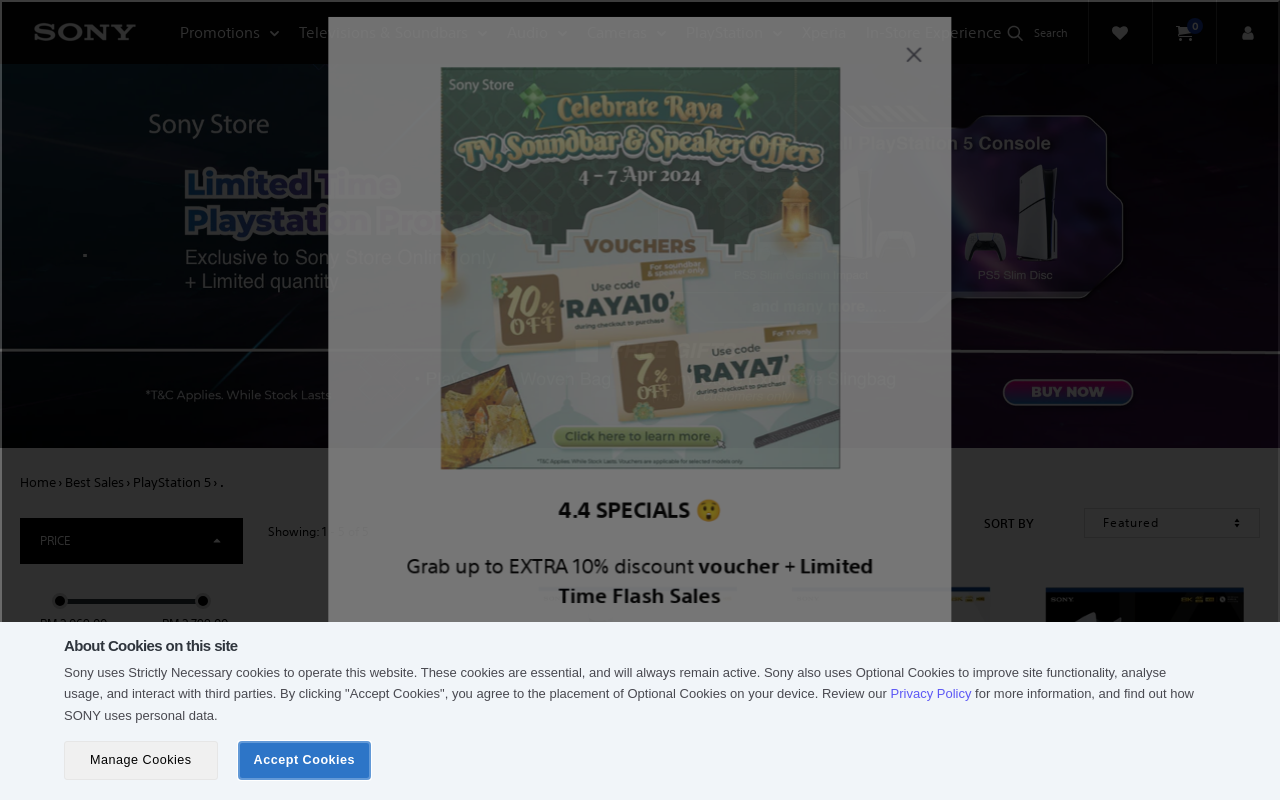 SONY
Promotions
Televisions & Soundbars
Audio
Cameras
PlayStation
Xperia
In-Store Experience
Search
0
Sony Store
Limited Time
Playstation Promotion
Exclusive to Sony Store Online only
+ Limited quantit
PlayStation 5 Console
PS5 Slim Disc
and many more...
*T&C Applies. While Stock Lasts
BUY NOW
Sony Store
Celebrate Raya
TV, Soundbar & Speaker Offers
4 – 7 Apr 2024
VOUCHERS
For soundbar
& speaker only
10% OFF
Use code
'RAYA10'
during checkout to purchase
For TV only
7% OFF
Use code
'RAYA7'
during checkout to purchase
Click here to learn more
*T&C Applies. While Stock Lasts. Vouchers are applicable for selected models only.
4.4 SPECIALS 😲
Grab up to EXTRA 10% discount voucher + Limited
Time Flash Sales
Home › Best Sales › PlayStation 5 › .
PRICE
Showing: 1
SORT BY
Featured
SONY
About Cookies on this site
Sony uses Strictly Necessary cookies to operate this website. These cookies are essential, and will always remain active. Sony also uses Optional Cookies to improve site functionality, analyse
usage, and interact with third parties. By clicking "Accept Cookies", you agree to the placement of Optional Cookies on your device. Review our Privacy Policy for more information, and find out how
SONY uses personal data.
Manage Cookies
Accept Cookies